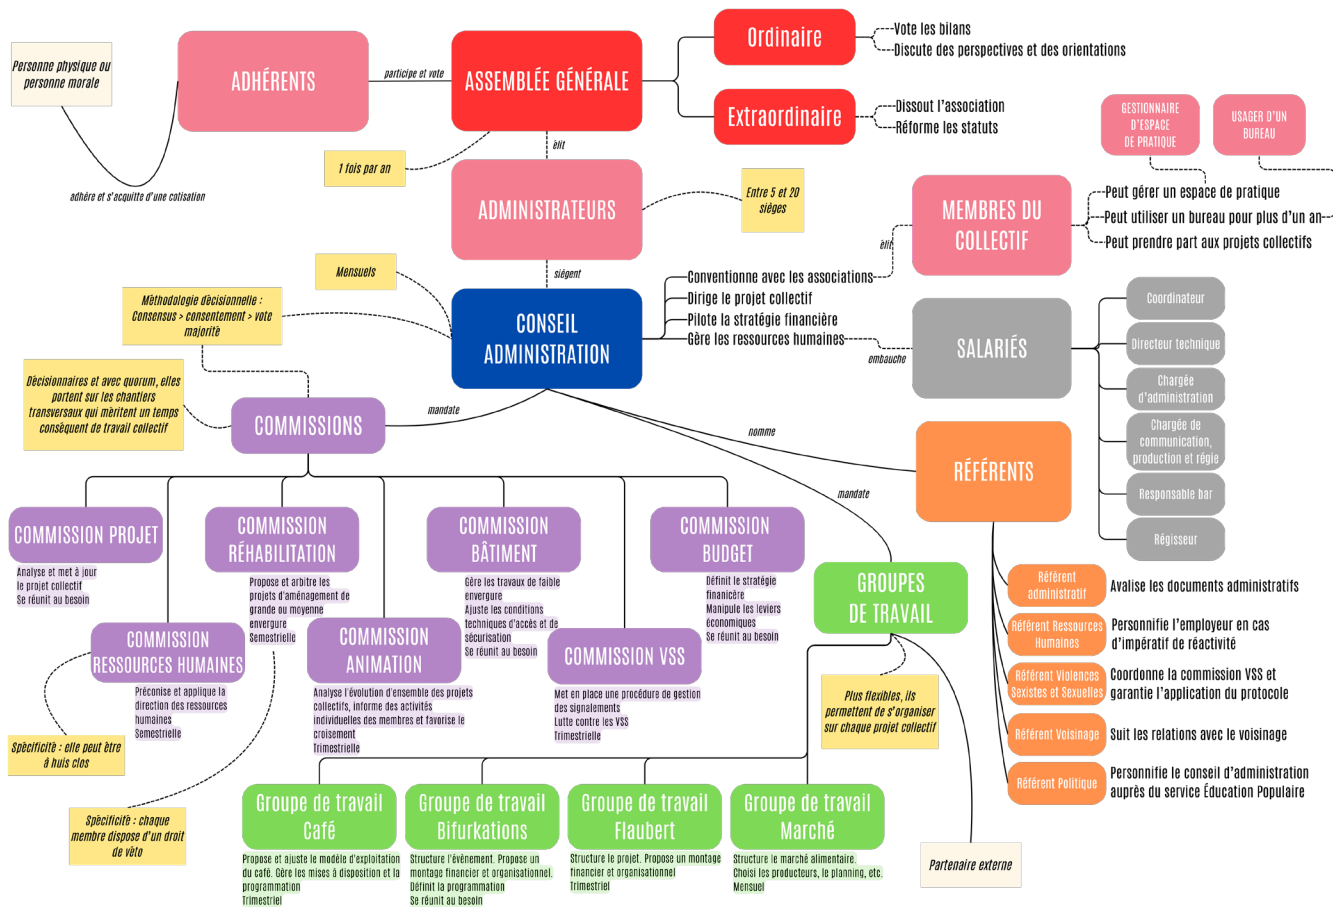 Personne physique ou
personne morale
ADHÉRENTS
participe et vote
ASSEMBLÉE GÉNÉRALE
Ordinaire
Vote les bilans
Discute des perspectives et des orientations
Extraordinaire
Dissout l'association
Réforme les statuts
adhère et s'acquitte d'une cotisation
1 fois par an
élit
ADMINISTRATEURS
Entre 5 et 20
sièges
GESTIONNAIRE
D'ESPACE
DE PRATIQUE
USAGER D'UN
BUREAU
MEMBRES DU
COLLECTIF
Peut gérer un espace de pratique
Peut utiliser un bureau pour plus d'un an
Peut prendre part aux projets collectifs
élit
siègent
Mensuels
Méthodologie décisionnelle :
Consensus > consentement > vote
majorité
CONSEIL
ADMINISTRATION
Conventionne avec les associations
Dirige le projet collectif
Pilote la stratégie financière
Gère les ressources humaines
embauche
SALARIÉS
Coordinateur
Directeur technique
Chargée
d'administration
Chargée de
communication,
production et régie
Responsable bar
Régisseur
Décisionnaires et avec quorum, elles
portent sur les chantiers
transversaux qui méritent un temps
conséquent de travail collectif
COMMISSIONS
mandate
nomme
mandate
RÉFÉRENTS
COMMISSION PROJET
Analyse et met à jour
le projet collectif
Se réunit au besoin
COMMISSION
RÉHABILITATION
Propose et arbitre les
projets d'aménagement de
grande ou moyenne
envergure
Semestrielle
COMMISSION
BÂTIMENT
Gère les travaux de faible
envergure
Ajuste les conditions
techniques d'accès et de
sécurisation
Se réunit au besoin
COMMISSION
BUDGET
Définit le stratégie
finanicère
Manipule les leviers
économiques
Se réunit au besoin
COMMISSION
RESSOURCES HUMAINES
Préconise et applique la
direction des ressources
humaines
Semestrielle
COMMISSION
ANIMATION
Analyse l'évolution d'ensemble des projets
collectifs, informe des activités
individuelles des membres et favorise le
croisement
Trimestrielle
COMMISSION VSS
Met en place une procédure de gestion
des signalements
Lutte contre les VSS
Trimestrielle
Spécificité : elle peut être
à huis clos
Spécificité : chaque
membre dispose d'un droit
de véto
GROUPES
DE TRAVAIL
Plus flexibles, ils
permettent de s'organiser
sur chaque projet collectif
Référent
administratif
Avalise les documents administratifs
Référent Ressources
Humaines
Personnifie l'employeur en cas
d'impératif de réactivité
Référent Violences
Sexistes et Sexuelles
Coordonne la commission VSS et
garantie l'application du protocole
Référent Voisinage
Suit les relations avec le voisinage
Référent Politique
Personnifie le conseil d'administration
auprès du service Éducation Populaire
Groupe de travail
Café
Propose et ajuste le modèle d'exploitation
du café. Gère les mises à disposition et la
programmation
Trimestriel
Groupe de travail
Bifurkations
Structure l'événement. Propose un
montage financier et organisationnel.
Définit la programmation
Se réunit au besoin
Groupe de travail
Flaubert
Structure le projet. Propose un montage
financier et organisationnel
Trimestriel
Groupe de travail
Marché
Structure le marché alimentaire.
Choisi les producteurs, le planning, etc.
Mensuel
Partenaire externe